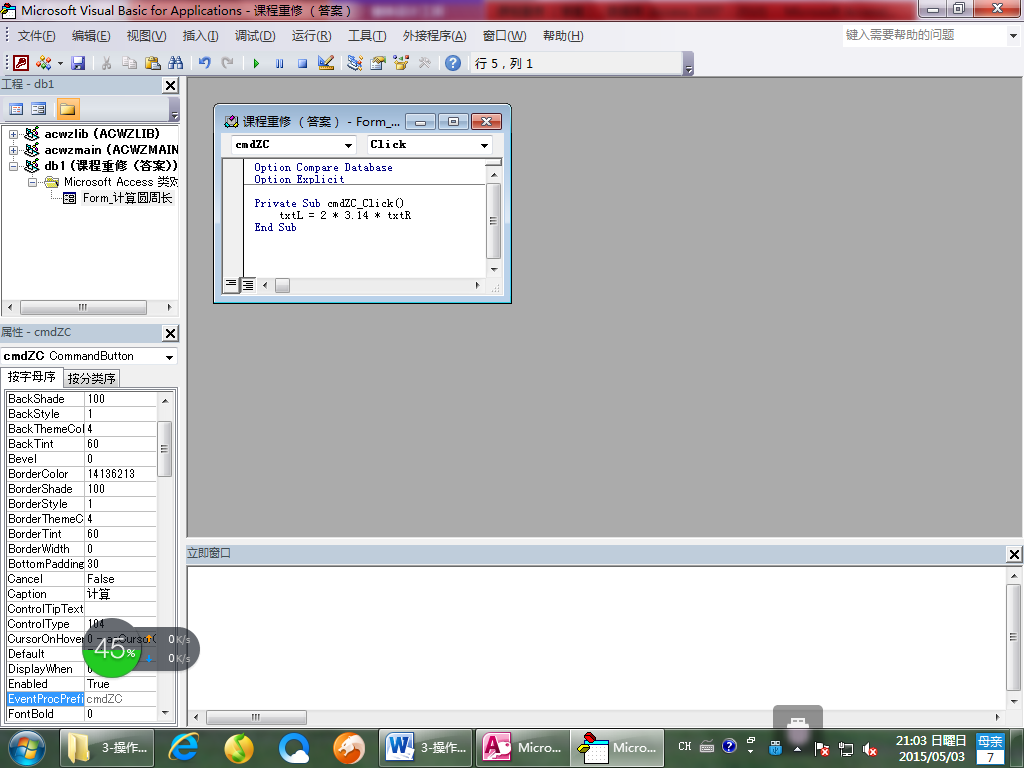 Microsoft Visual Basic for Applications - 课程重修 （答案）
文件(F) 编辑(E) 视图(V) 插入(I) 调试(D) 运行(R) 工具(T) 外接程序(A) 窗口(W) 帮助(H)
键入需要帮助的问题
行 5 , 列 1
工程 - db1
acwzlib (ACWZLIB)
acwzmain (ACWZMAIN
db1 (课程重修（答案）)
Microsoft Access 类对
Form_计算圆周长
课程重修 （答案） - Form_...
cmdZC Click
Option Compare Database
Option Explicit
Private Sub cmdZC_Click()
txtL = 2 * 3.14 * txtR
End Sub
属性 - cmdZC
cmdZC CommandButton
按字母序 按分类序
BackShade 100
BackStyle 1
BackThemeCol 4
BackTint 60
Bevel 0
BorderColor 14136213
BorderShade 100
BorderStyle 1
BorderThemeC 4
BorderTint 60
BorderWidth 0
BottomPadding 30
Cancel False
Caption 计算
ControlTipText
ControlType 104
CursorOnHover 0 - acCurso
Default
DisplayWhen 0
Enabled True
EventProcPrefi cmdZC
FontBold 0
45%
0K/s
0K/s
立即窗口
3-操作...
3-操作...
Micro...
Micro...
CH
21:03 日曜日
2015/05/03
母亲
7